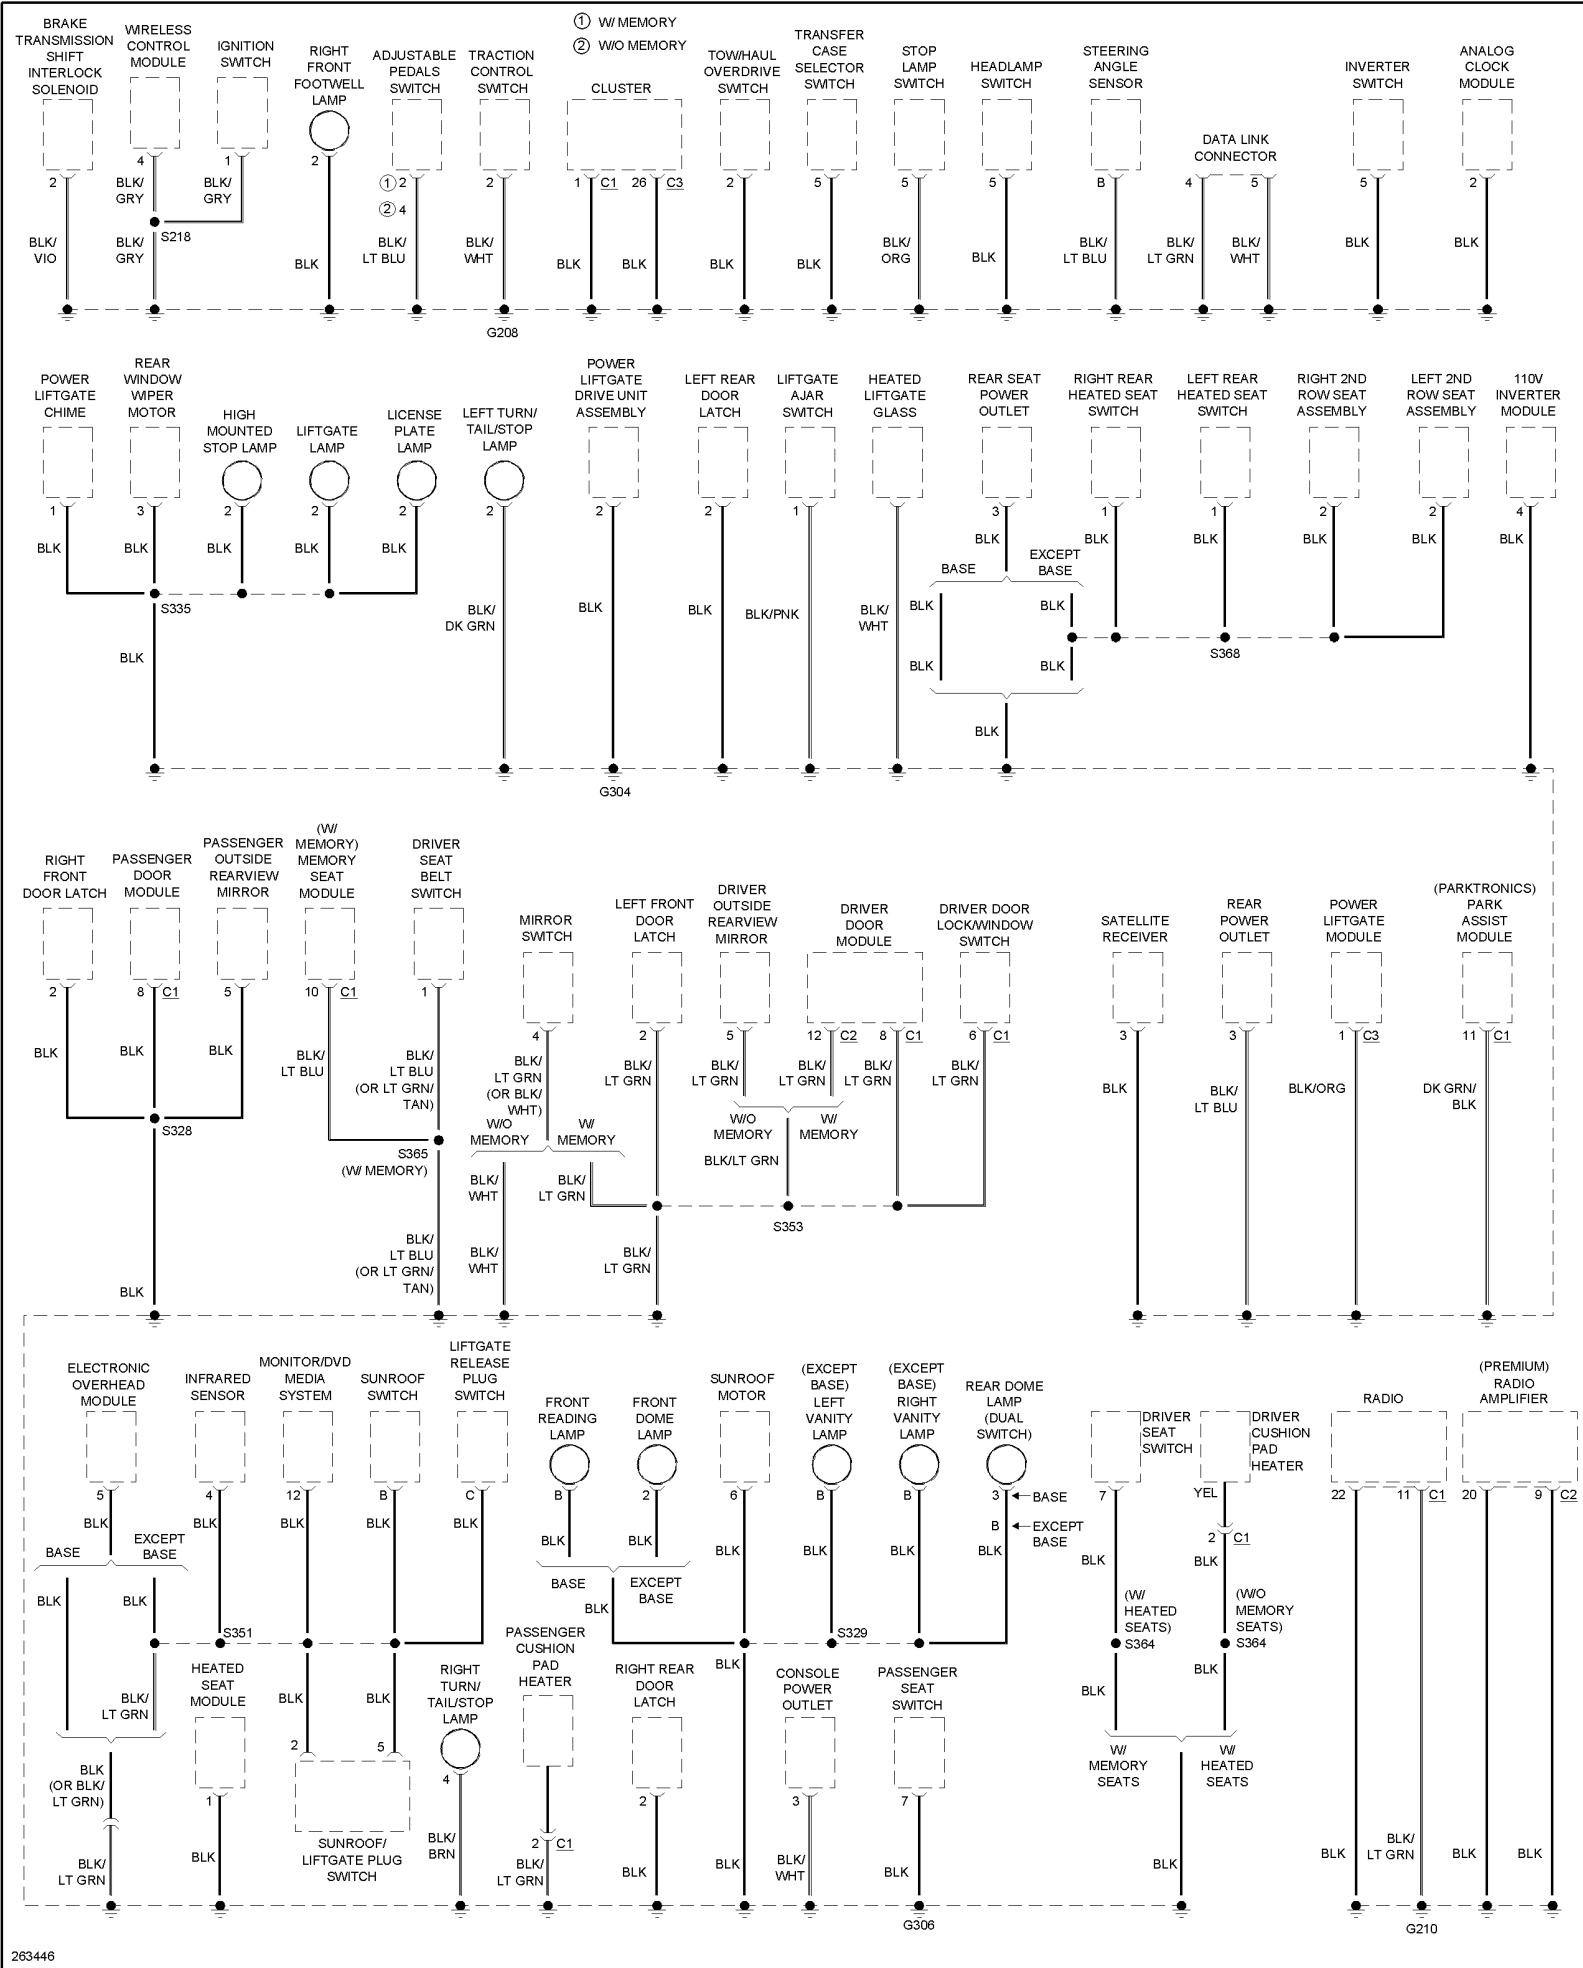 ① W/ MEMORY
② W/O MEMORY
BRAKE
TRANSMISSION
SHIFT
INTERLOCK
SOLENOID
WIRELESS
CONTROL
MODULE
IGNITION
SWITCH
RIGHT
FRONT
FOOTWELL
LAMP
ADJUSTABLE
PEDALS
SWITCH
TRACTION
CONTROL
SWITCH
CLUSTER
TOW/HAUL
OVERDRIVE
SWITCH
TRANSFER
CASE
SELECTOR
SWITCH
STOP
LAMP
SWITCH
HEADLAMP
SWITCH
STEERING
ANGLE
SENSOR
DATA LINK
CONNECTOR
INVERTER
SWITCH
ANALOG
CLOCK
MODULE
2
4
1
2
① 2
② 4
2
1 C1
26 C3
2
5
5
5
B
4
5
5
2
BLK/
GRY
BLK/
GRY
S218
BLK/
VIO
BLK/
GRY
BLK
BLK/
LT BLU
BLK/
WHT
BLK
BLK
BLK
BLK
BLK/
ORG
BLK
BLK/
LT BLU
BLK/
LT GRN
BLK/
WHT
BLK
BLK
G208
POWER
LIFTGATE
CHIME
REAR
WINDOW
WIPER
MOTOR
HIGH
MOUNTED
STOP LAMP
LIFTGATE
LAMP
LICENSE
PLATE
LAMP
LEFT TURN/
TAIL/STOP
LAMP
POWER
LIFTGATE
DRIVE UNIT
ASSEMBLY
LEFT REAR
DOOR
LATCH
LIFTGATE
AJAR
SWITCH
HEATED
LIFTGATE
GLASS
REAR SEAT
POWER
OUTLET
RIGHT REAR
HEATED SEAT
SWITCH
LEFT REAR
HEATED SEAT
SWITCH
RIGHT 2ND
ROW SEAT
ASSEMBLY
LEFT 2ND
ROW SEAT
ASSEMBLY
110V
INVERTER
MODULE
1
3
2
2
2
2
2
2
1
3
1
1
2
2
4
BLK
BLK
BLK
BLK
BLK
BLK
BLK
BLK
BLK
BLK
BLK
BASE
EXCEPT
BASE
S335
BLK/
DK GRN
BLK
BLK
BLK/PNK
BLK/
WHT
BLK
BLK
BLK
BLK
BLK
S368
BLK
G304
RIGHT
FRONT
DOOR LATCH
PASSENGER
DOOR
MODULE
PASSENGER
OUTSIDE
REARVIEW
MIRROR
(W/
MEMORY)
MEMORY
SEAT
MODULE
DRIVER
SEAT
BELT
SWITCH
MIRROR
SWITCH
LEFT FRONT
DOOR
LATCH
DRIVER
OUTSIDE
REARVIEW
MIRROR
DRIVER
DOOR
MODULE
DRIVER DOOR
LOCK/WINDOW
SWITCH
SATELLITE
RECEIVER
REAR
POWER
OUTLET
POWER
LIFTGATE
MODULE
(PARKTRONICS)
PARK
ASSIST
MODULE
2
8 C1
5
10 C1
1
4
2
5
12 C2
8 C1
6 C1
3
3
1 C3
11 C1
BLK
BLK
BLK
BLK/
LT BLU
BLK/
LT BLU
(OR LT GRN/
TAN)
BLK/
LT GRN
(OR BLK/
WHT)
BLK/
LT GRN
BLK/
LT GRN
BLK/
LT GRN
BLK/
LT GRN
BLK/
LT GRN
BLK
BLK/
LT BLU
BLK/ORG
DK GRN/
BLK
S328
S365
(W/ MEMORY)
W/O
MEMORY
W/
MEMORY
W/O
MEMORY
W/
MEMORY
BLK/LT GRN
BLK/
WHT
BLK/
LT GRN
S353
BLK
BLK/
LT BLU
(OR LT GRN/
TAN)
BLK/
WHT
BLK/
LT GRN
ELECTRONIC
OVERHEAD
MODULE
INFRARED
SENSOR
MONITOR/DVD
MEDIA
SYSTEM
SUNROOF
SWITCH
LIFTGATE
RELEASE
PLUG
SWITCH
FRONT
READING
LAMP
FRONT
DOME
LAMP
SUNROOF
MOTOR
(EXCEPT
BASE)
LEFT
VANITY
LAMP
(EXCEPT
BASE)
RIGHT
VANITY
LAMP
REAR DOME
LAMP
(DUAL
SWITCH)
DRIVER
SEAT
SWITCH
DRIVER
CUSHION
PAD
HEATER
RADIO
(PREMIUM)
RADIO
AMPLIFIER
5
4
12
B
C
B
2
6
B
B
3 ← BASE
B ← EXCEPT
BASE
7
YEL
2 C1
22
11 C1
20
9 C2
BLK
BLK
BLK
BLK
BLK
BLK
BLK
BLK
BLK
BLK
BLK
BLK
BLK
BASE
EXCEPT
BASE
BASE
EXCEPT
BASE
BLK
BLK
BLK
S351
S329
(W/
HEATED
SEATS)
S364
(W/O
MEMORY
SEATS)
S364
BLK/
LT GRN
HEATED
SEAT
MODULE
BLK
BLK
RIGHT
TURN/
TAIL/STOP
LAMP
PASSENGER
CUSHION
PAD
HEATER
RIGHT REAR
DOOR
LATCH
BLK
CONSOLE
POWER
OUTLET
PASSENGER
SEAT
SWITCH
BLK
BLK
W/
MEMORY
SEATS
W/
HEATED
SEATS
2
5
4
BLK
(OR BLK/
LT GRN)
1
SUNROOF/
LIFTGATE PLUG
SWITCH
2 C1
2
3
7
BLK/
LT GRN
BLK
BLK/
BRN
BLK/
LT GRN
BLK
BLK
BLK/
WHT
BLK
BLK
BLK
BLK/
LT GRN
BLK
BLK
G306
G210
263446